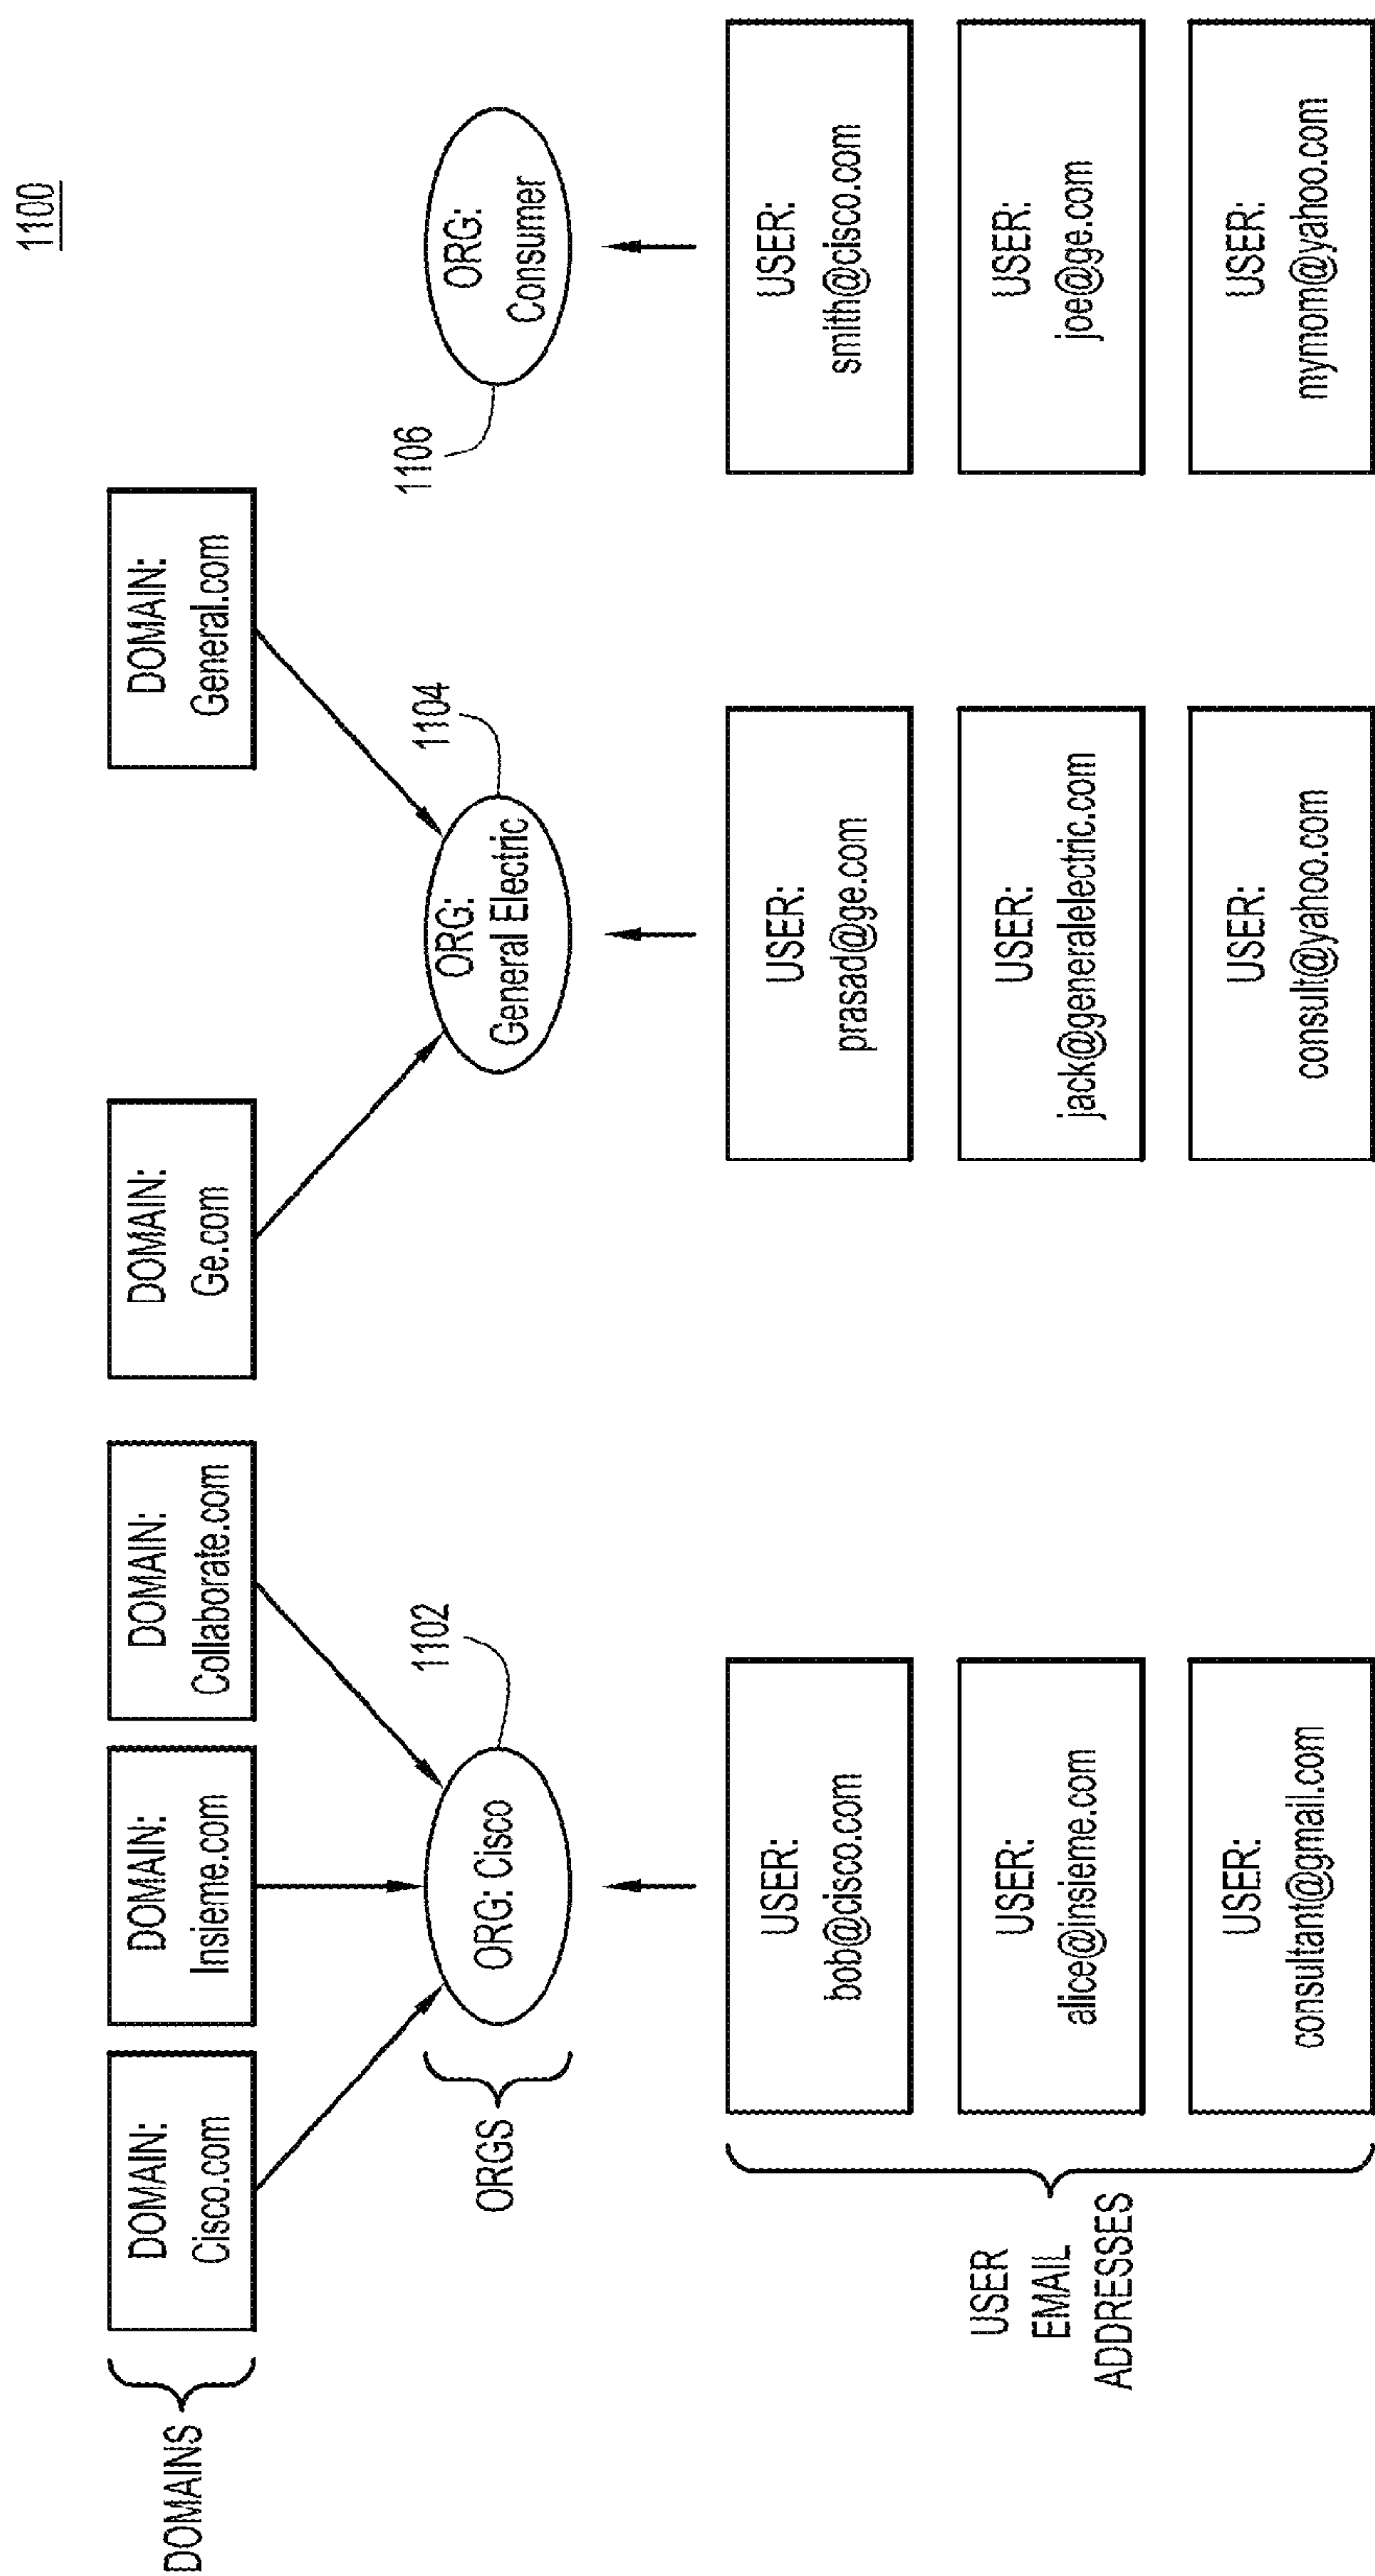 1100
DOMAINS
DOMAIN:
Cisco.com
DOMAIN:
Insieme.com
DOMAIN:
Collaborate.com
DOMAIN:
Ge.com
DOMAIN:
General.com
ORGS
ORG: Cisco
1102
ORG:
General Electric
1104
ORG:
Consumer
1106
USER
EMAIL
ADDRESSES
USER:
bob@cisco.com
USER:
alice@insieme.com
USER:
consultant@gmail.com
USER:
prasad@ge.com
USER:
jack@generalelectric.com
USER:
consult@yahoo.com
USER:
smith@cisco.com
USER:
joe@ge.com
USER:
mymom@yahoo.com